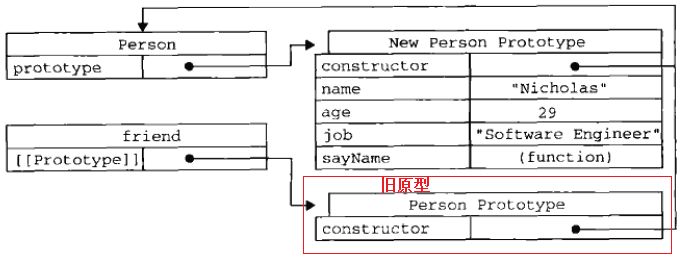 Person
prototype
New Person Prototype
constructor
name "Nicholas"
age 29
job "Software Engineer"
sayName (function)
friend
[[Prototype]]
旧原型
Person Prototype
constructor